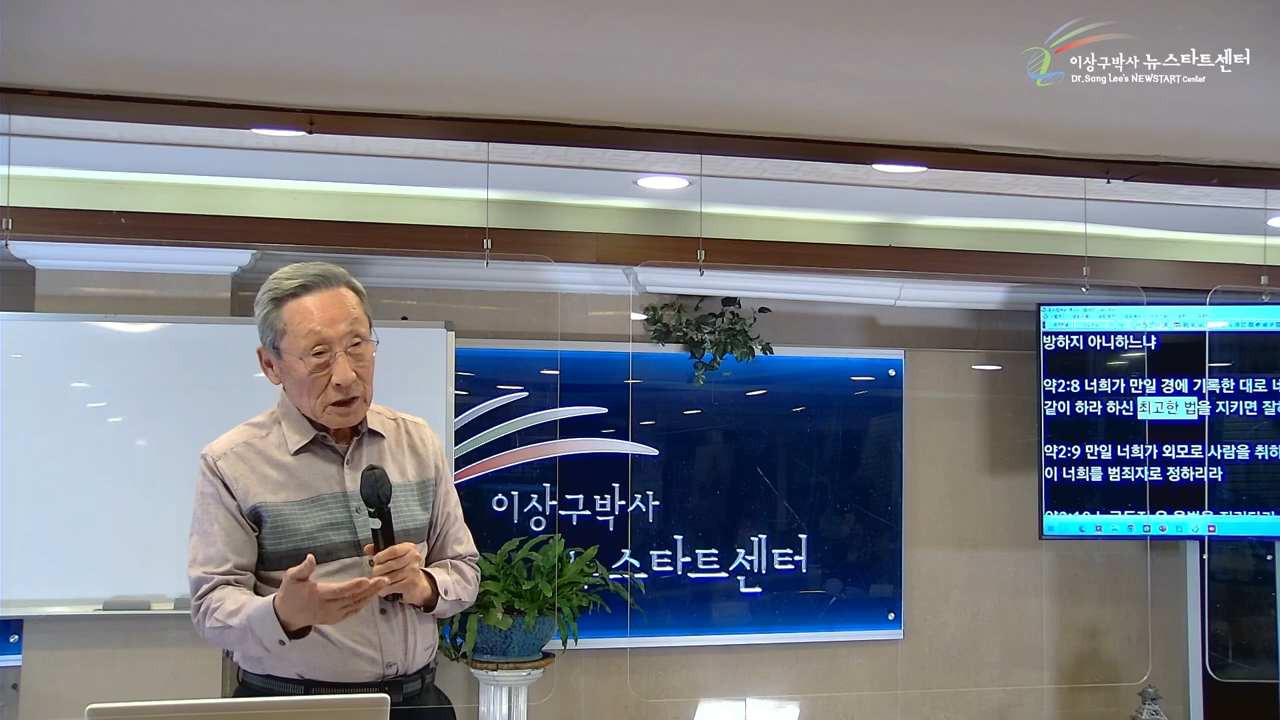 이상구박사 뉴스타트센터
Dr. Sang Lee's NEWSTART Center
이상구박사
스타트센터
방하지 아니하느냐
약2:8 너희가 만일 경에 기록한 대로 너
같이 하라 하신 최고한 법을 지키면 잘하
약2:9 만일 너희가 외모로 사람을 취하
이 너희를 범죄자로 정하리라